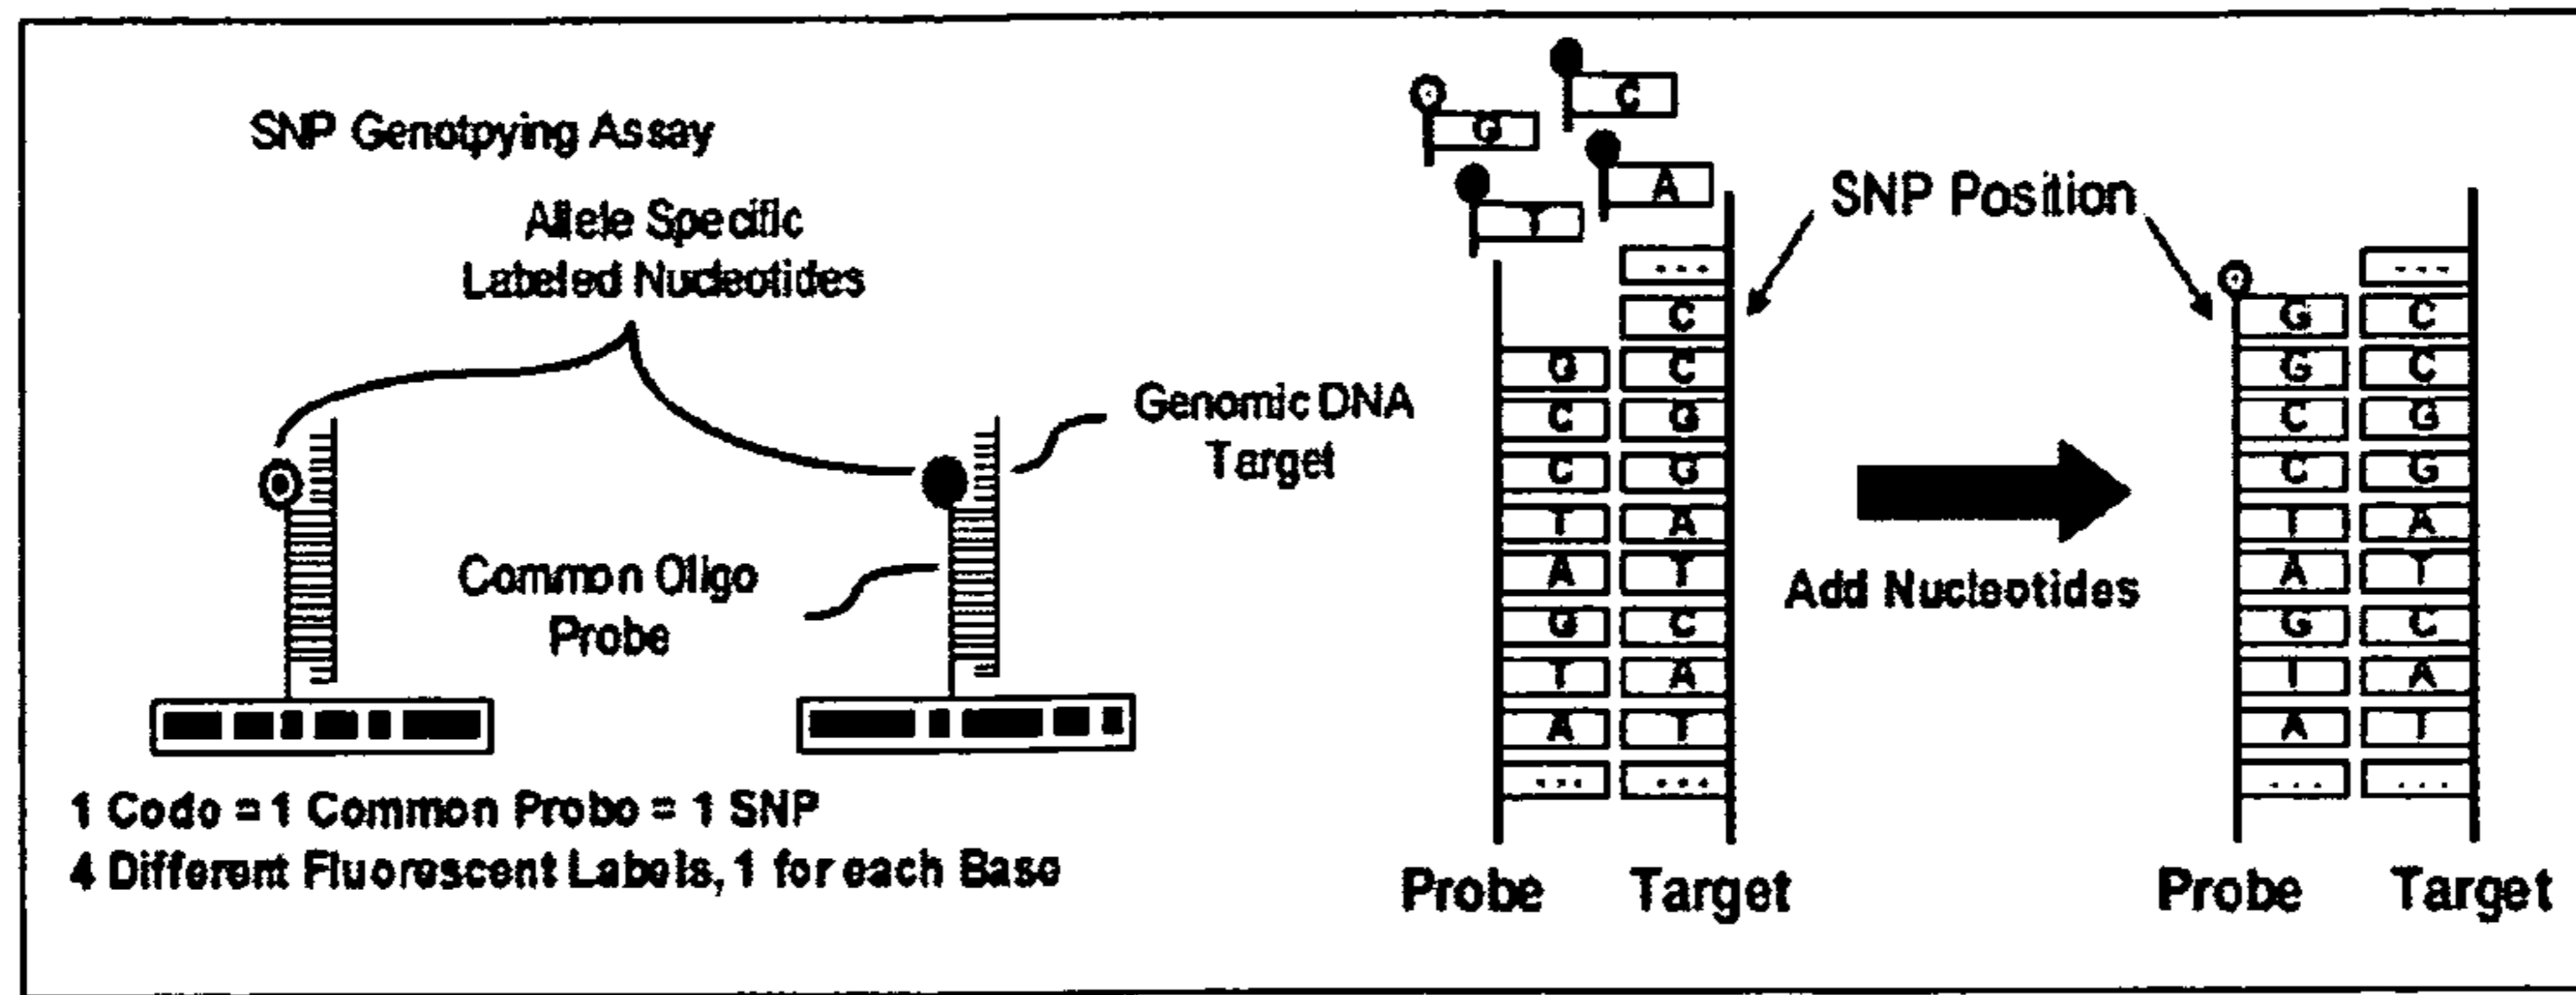 SNP Genotpying Assay
Allele Specific
Labeled Nucleotides
Genomic DNA
Target
Common Oligo
Probe
1 Codo = 1 Common Probo = 1 SNP
4 Different Fluorescent Labels, 1 for each Base
C
G
A
T
SNP Position
...
C
G C
C G
C G
T A
A T
G C
T A
A T
... ...
Probe Target
Add Nucleotides
...
G C
G C
C G
C G
T A
A T
G C
T A
A T
... ...
Probe Target